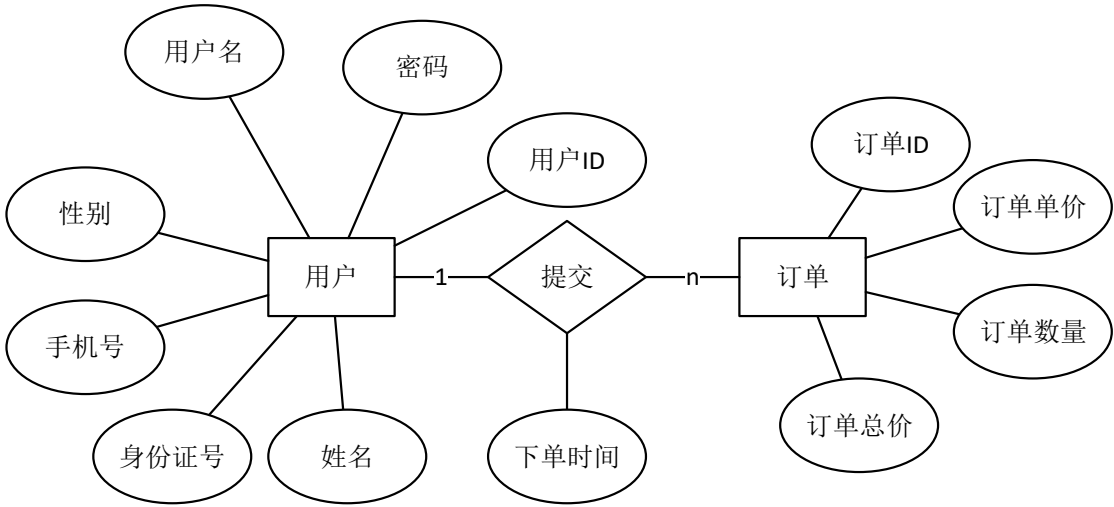 用户名
密码
用户ID
订单ID
性别
订单单价
用户
1
提交
n
订单
手机号
订单数量
订单总价
身份证号
姓名
下单时间